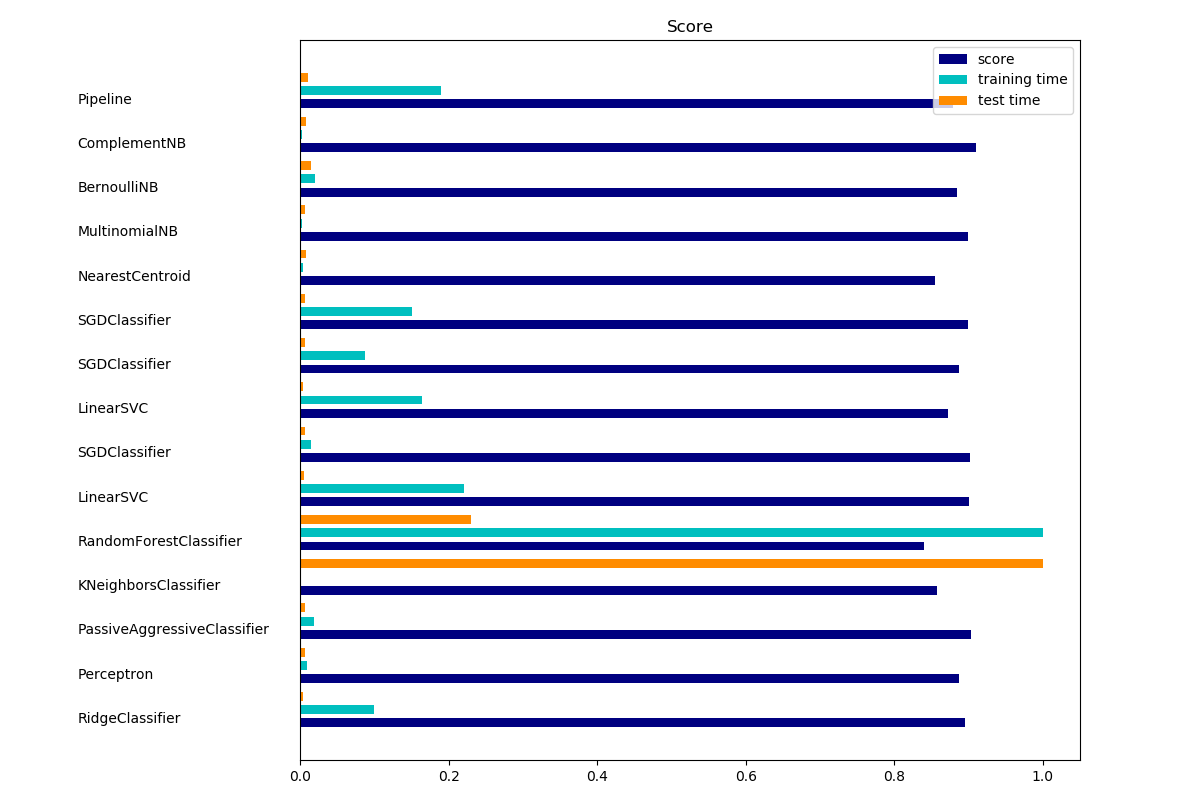 Score
score
training time
test time
Pipeline
ComplementNB
BernoulliNB
MultinomialNB
NearestCentroid
SGDClassifier
SGDClassifier
LinearSVC
SGDClassifier
LinearSVC
RandomForestClassifier
KNeighborsClassifier
PassiveAggressiveClassifier
Perceptron
RidgeClassifier
0.0 0.2 0.4 0.6 0.8 1.0